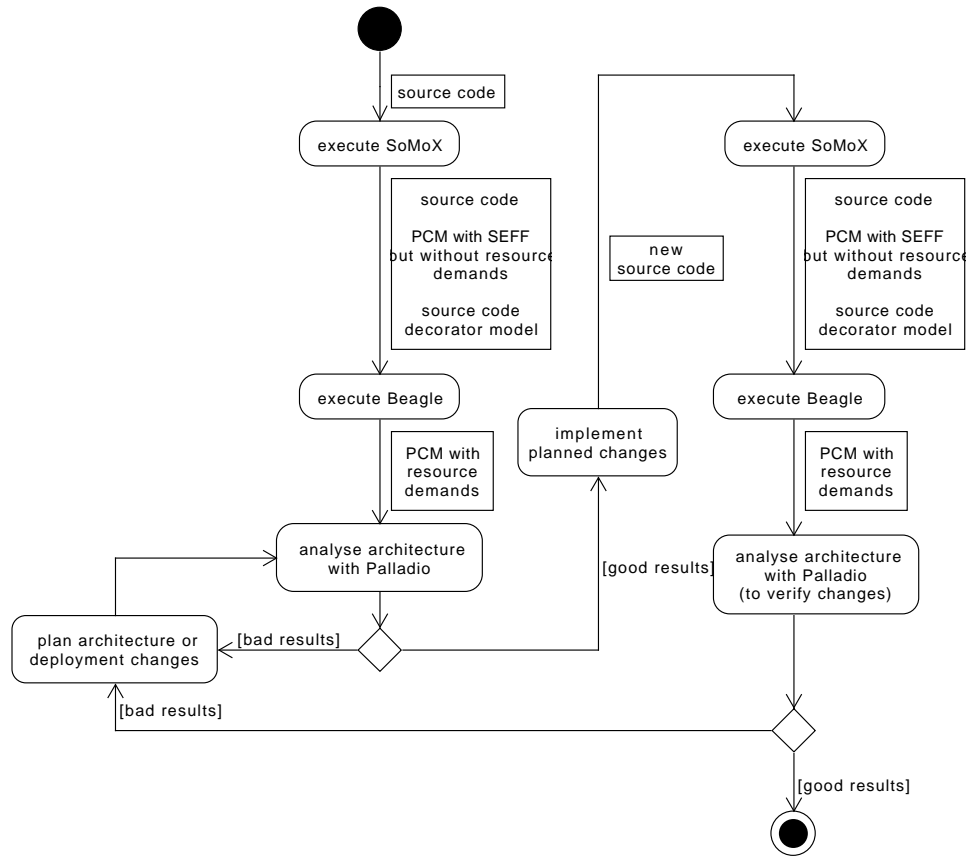 source code
execute SoMoX
source code
PCM with SEFF
but without resource
demands
source code
decorator model
execute Beagle
PCM with
resource
demands
analyse architecture
with Palladio
[bad results]
plan architecture or
deployment changes
[bad results]
[good results]
implement
planned changes
new
source code
execute SoMoX
source code
PCM with SEFF
but without resource
demands
source code
decorator model
execute Beagle
PCM with
resource
demands
analyse architecture
with Palladio
(to verify changes)
[good results]